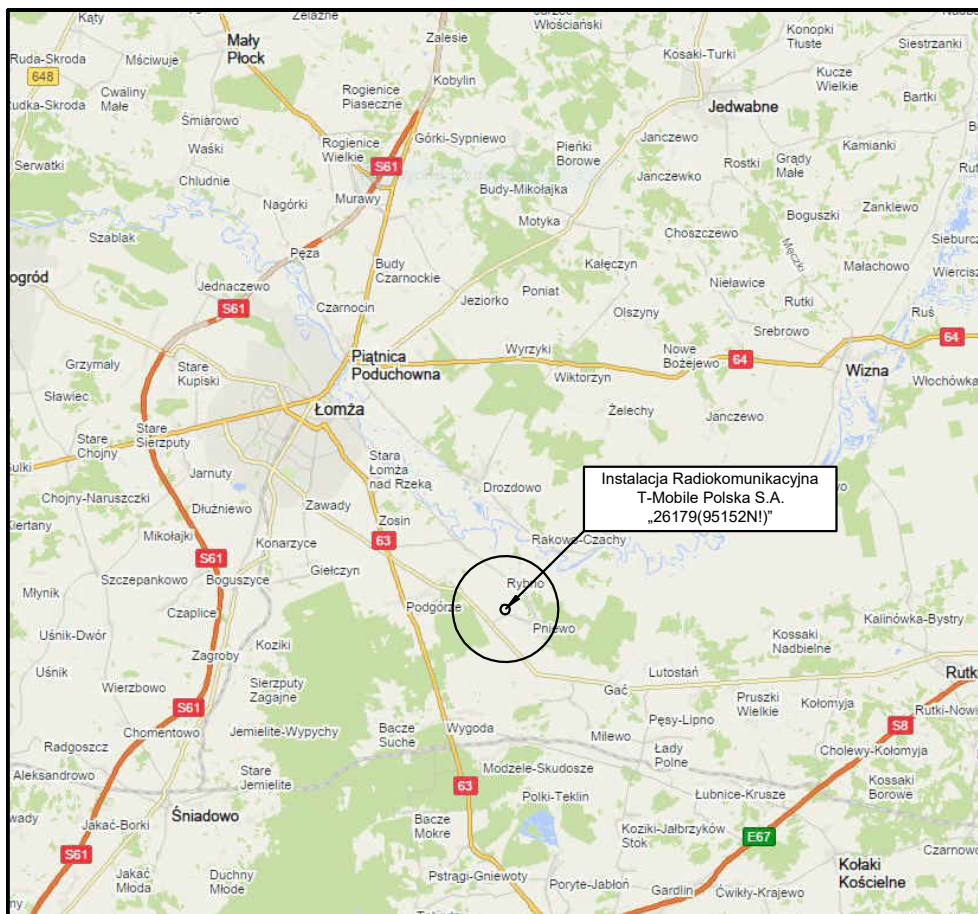 Kąty
Żelazne
Włościański
Konopki
Tłuste
Ruda-Skroda
Mściwuje
Mały
Płock
Zalesie
Kosaki-Turki
Siestrzanki
648
Kobylin
Kucze
Wielkie
Cwaliny
Małe
Rogienice
Piaseczne
Jedwabne
Bartki
Śmiarowo
Rogienice
Wielkie
Górki-Sypniewo
Pieńki
Borowe
Janczewo
Kamianki
Waśki
Serwatki
S61
Rostki
Grądy
Małe
Chludnie
Budy-Mikołajka
Janczewko
Nagórki
Murawy
Zanklewo
Boguszki
Motyka
Choszczewo
Szablak
Męczki
Pęza
Budy
Czarnockie
Kałęczyn
Małachowo
Jednaczewo
Poniat
Nieławice
Jeziorko
Rutki
S61
Czarnocin
Olszyny
Ruś
Srebrowo
64
Wyrzyki
Nowe
Bożejewo
64
Grzymały
Stare
Kupiski
Piątnica
Poduchowna
Wiktorzyn
Wizna
Włochówka
Sławiec
Łomża
Żelechy
Janczewo
Stare
Chojny
Stare
Sierzputy
Stara
Łomża
nad Rzeką
Jarnuty
Drozdowo
Instalacja Radiokomunikacyjna
T-Mobile Polska S.A.
„26179(95152N!)”
Chojny-Naruszczki
Dłużniewo
Zawady
Zosin
Mikołajki
Konarzyce
63
Rakowo-Czachy
S61
Giełczyn
Szczepankowo
Boguszyce
Rybno
Młynik
Czaplice
Podgórze
Pniewo
Kalinówka-Bystry
Uśnik-Dwór
Koziki
Kossaki
Nadbielne
Zagroby
Uśnik
Sierzputy
Zagajne
Lutostań
Wierzbowo
Gać
Pruszki
Wielkie
Kołomyja
S61
Rutki-Nowi
Pęsy-Lipno
S8
Chomentowo
Jemielite-Wypychy
Bacze
Suche
Wygoda
Milewo
Radgoszcz
Łady
Polne
Cholewy-Kołomyja
Aleksandrowo
Stare
Jemielite
Modzele-Skudosze
Kossaki
Borowe
63
Polki-Teklin
Łubnice-Krusze
Śniadowo
Bacze
Mokre
Jakać-Borki
Koziki-Jałbrzyków
Stok
E67
S61
Kołaki
Kościelne
Jakać
Młoda
Duchny
Młode
Pstrągi-Gniewoty
Poryte-Jabłoń
Gardlin
Ćwikły-Krajewo